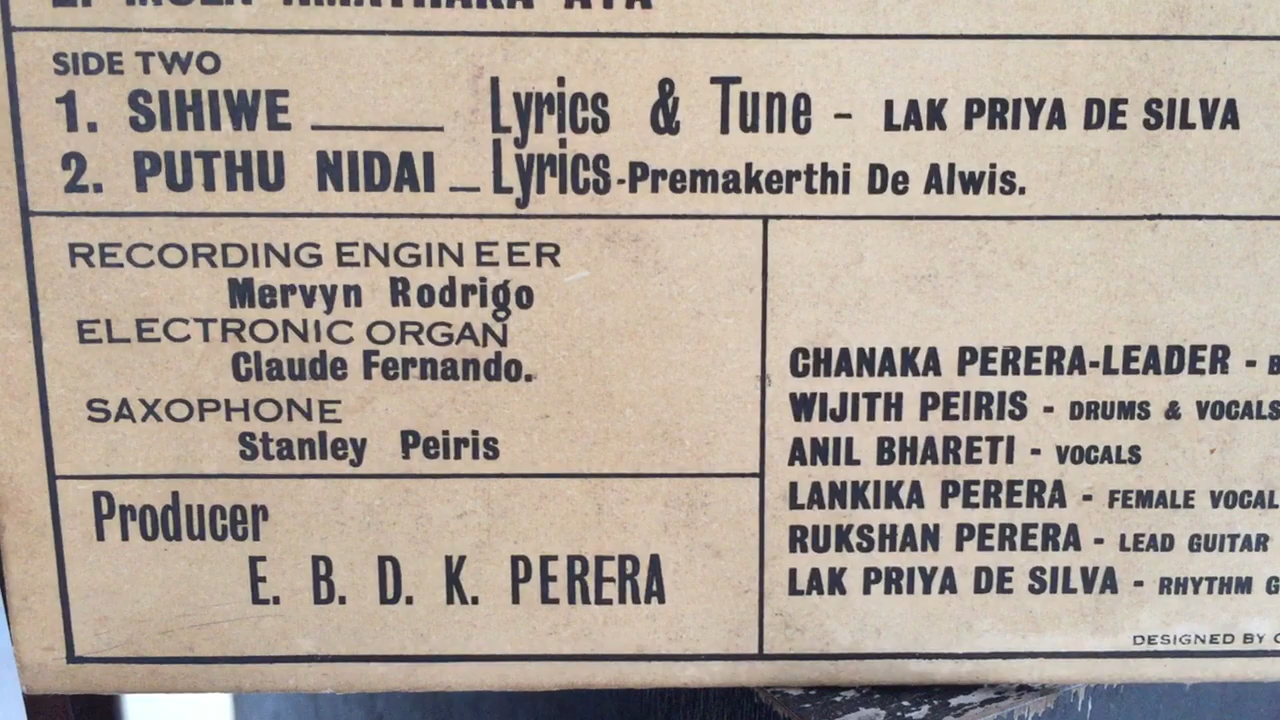 SIDE TWO
1. SIHIWE ____ Lyrics & Tune - LAK PRIYA DE SILVA
2. PUTHU NIDAI _ Lyrics-Premakerthi De Alwis.
RECORDING ENGINEER
Mervyn Rodrigo
ELECTRONIC ORGAN
Claude Fernando.
SAXOPHONE
Stanley Peiris
Producer
E. B. D. K. PERERA
CHANAKA PERERA-LEADER -
WIJITH PEIRIS - DRUMS & VOCALS
ANIL BHARETI - VOCALS
LANKIKA PERERA - FEMALE VOCAL
RUKSHAN PERERA - LEAD GUITAR
LAK PRIYA DE SILVA - RHYTHM
DESIGNED BY